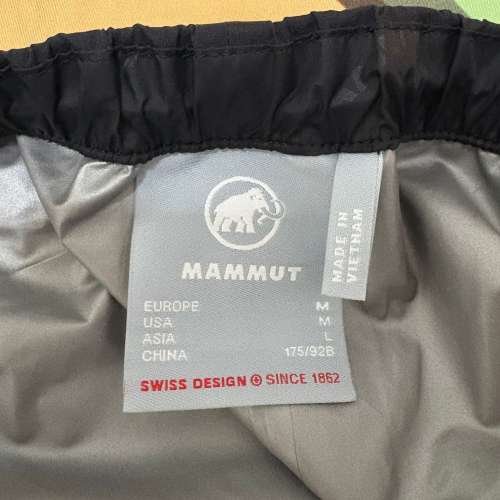 MAMMUT
EUROPE M
USA M
ASIA L
CHINA 175/92B
SWISS DESIGN SINCE 1862
MADE IN
VIETNAM